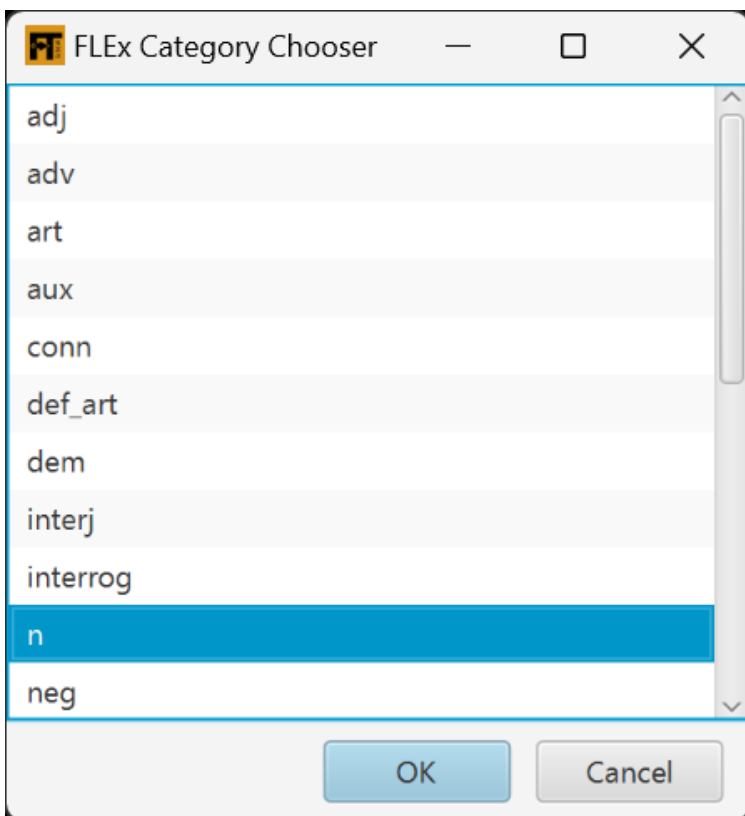 FLEx Category Chooser
adj
adv
art
aux
conn
def_art
dem
interj
interrog
n
neg
OK Cancel